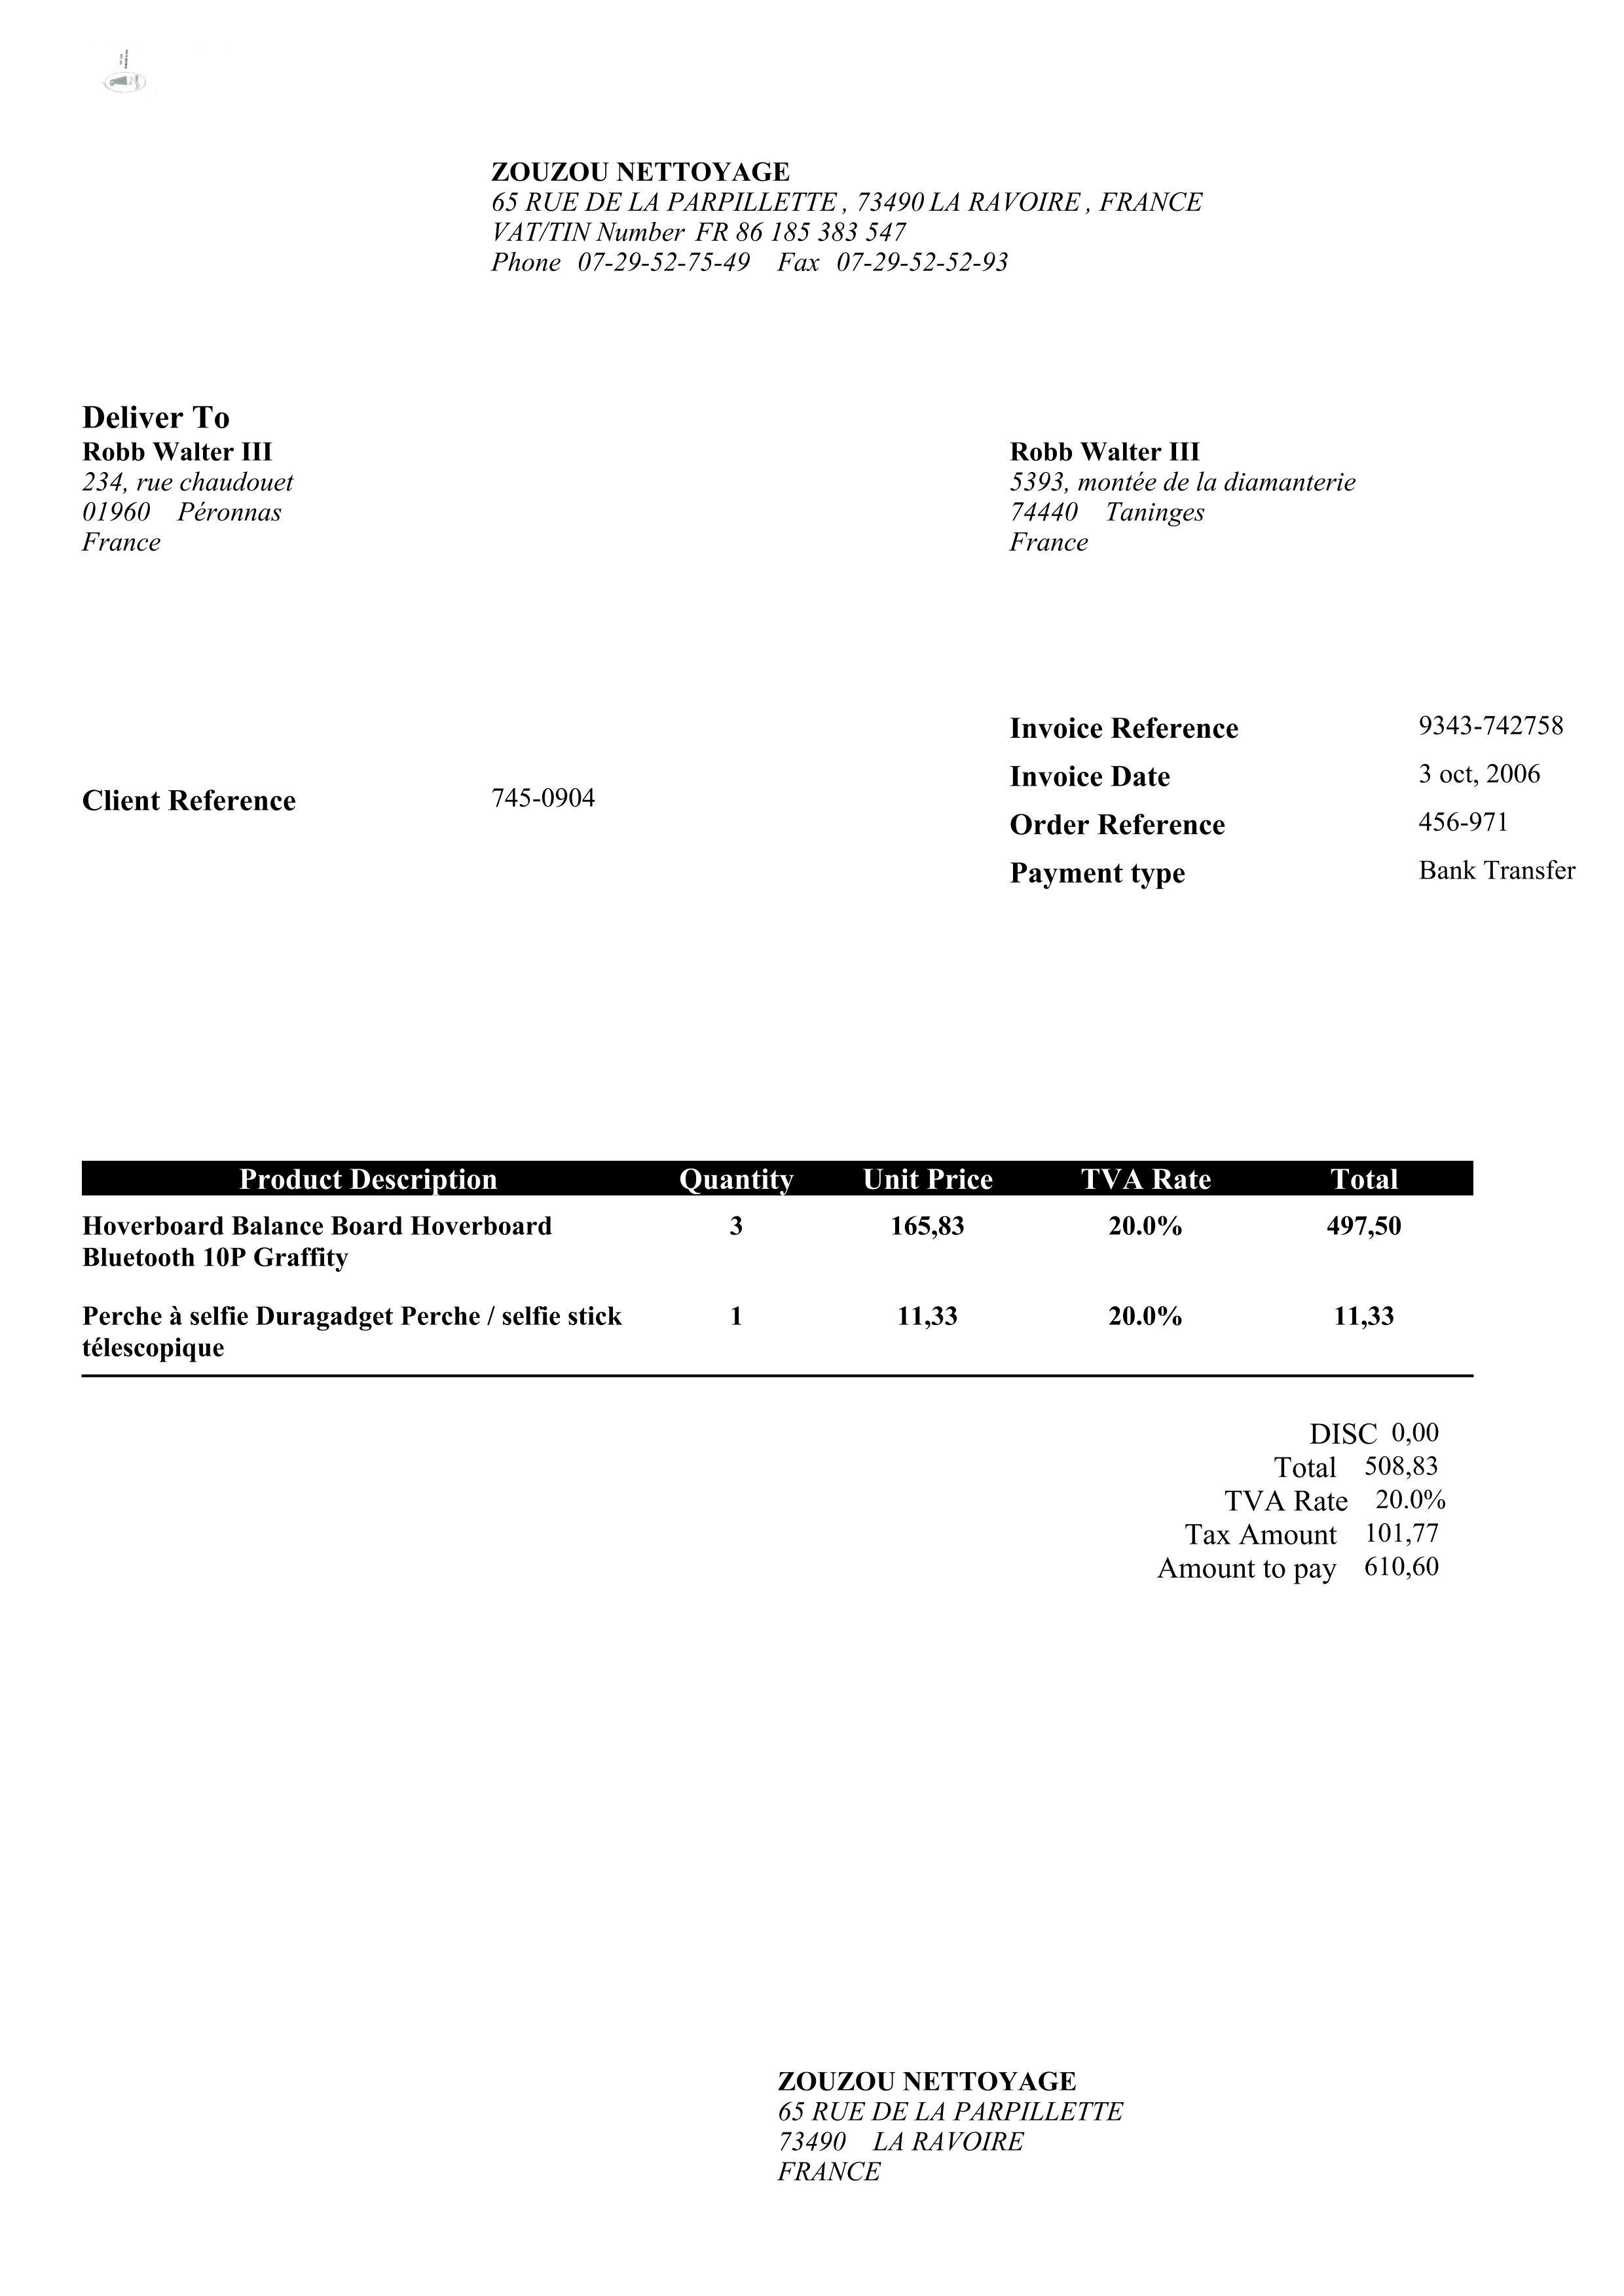 ZOUZOU NETTOYAGE
65 RUE DE LA PARPILLETTE , 73490 LA RAVOIRE , FRANCE
VAT/TIN Number FR 86 185 383 547
Phone 07-29-52-75-49 Fax 07-29-52-52-93
Deliver To
Robb Walter III
234, rue chaudouet
01960 Péronnas
France
Robb Walter III
5393, montée de la diamanterie
74440 Taninges
France
Client Reference 745-0904
Invoice Reference 9343-742758
Invoice Date 3 oct, 2006
Order Reference 456-971
Payment type Bank Transfer
Product Description Quantity Unit Price TVA Rate Total
Hoverboard Balance Board Hoverboard 3 165,83 20.0% 497,50
Bluetooth 10P Graffity
Perche à selfie Duragadget Perche / selfie stick 1 11,33 20.0% 11,33
télescopique
DISC 0,00
Total 508,83
TVA Rate 20.0%
Tax Amount 101,77
Amount to pay 610,60
ZOUZOU NETTOYAGE
65 RUE DE LA PARPILLETTE
73490 LA RAVOIRE
FRANCE